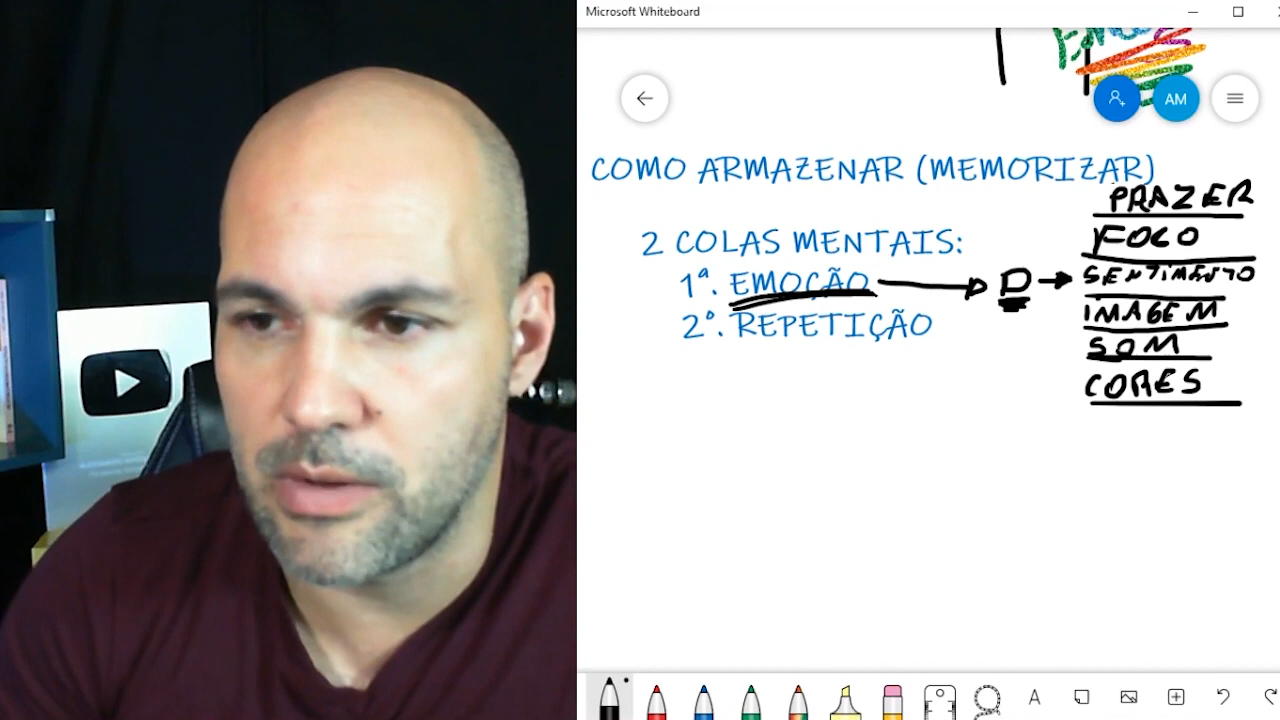 Microsoft Whiteboard
AM
COMO ARMAZENAR (MEMORIZAR)
PRAZER
2 COLAS MENTAIS:
FOCO
1ª. EMOÇÃO
D
SENTIMENTO
IMAGEM
2º. REPETIÇÃO
SOM
CORES
A